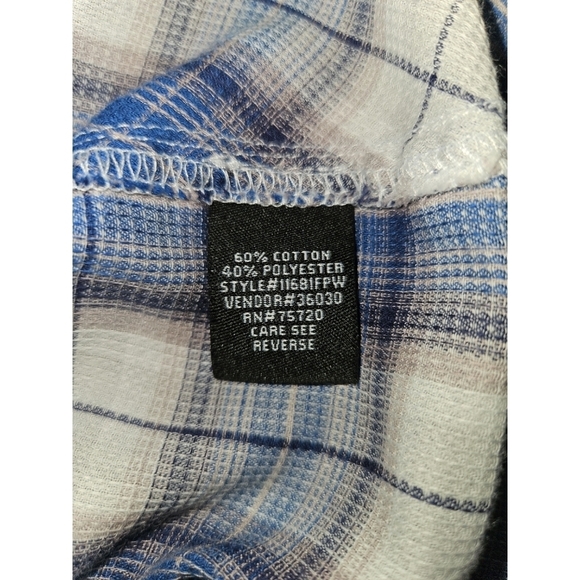 60% COTTON
40% POLYESTER
STYLE#11681FPW
VENDOR#36030
RN#75720
CARE SEE
REVERSE